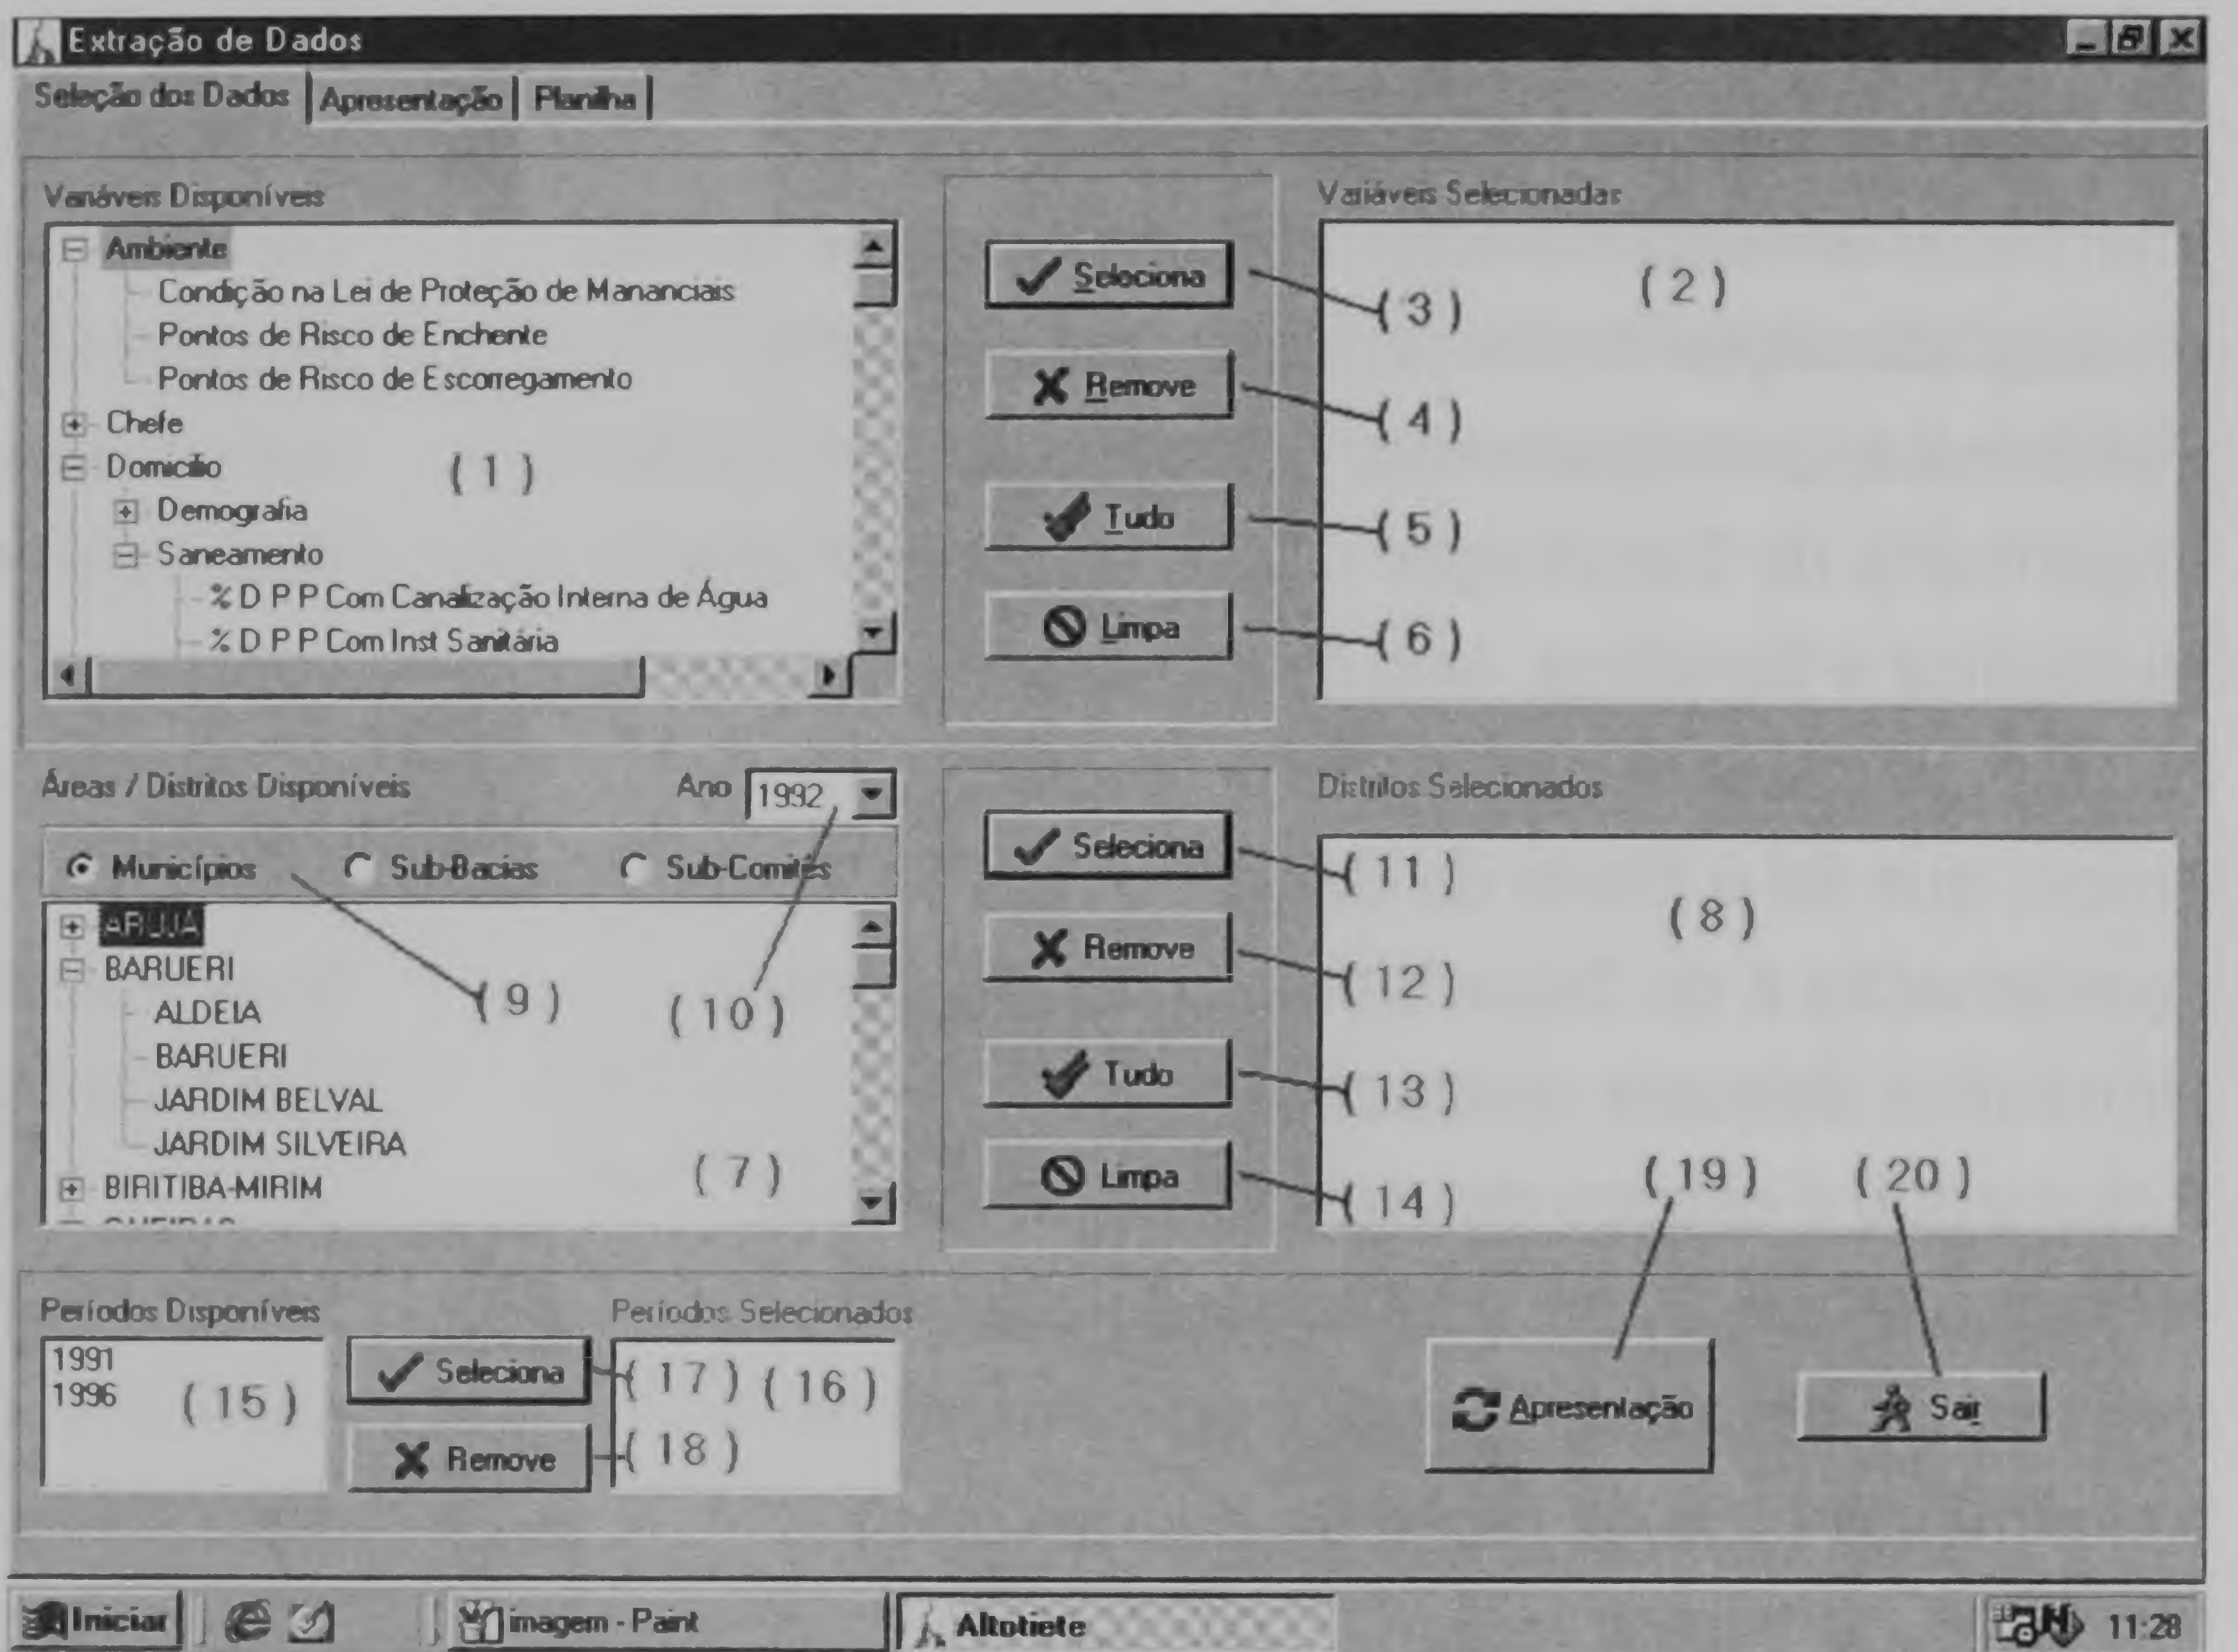 Extração de Dados
Seleção dos Dados Apresentação Planilha
Variáveis Disponíveis
Ambiente
Condição na Lei de Proteção de Mananciais
Pontos de Risco de Enchente
Pontos de Risco de Escorregamento
Chefe
Domicílio
( 1 )
Demografia
Saneamento
% D P P Com Canalização Interna de Água
% D P P Com Inst Sanitária
Seleciona
Remove
Tudo
Limpa
Variáveis Selecionadas
( 2 )
( 3 )
( 4 )
( 5 )
( 6 )
Áreas / Distritos Disponíveis
Ano 1992
Municípios Sub-Bacias Sub-Comitês
ARUJÁ
BARUERI
ALDEIA
BARUERI
JARDIM BELVAL
JARDIM SILVEIRA
BIRITIBA-MIRIM
( 9 )
( 10 )
( 7 )
Seleciona
Remove
Tudo
Limpa
Distritos Selecionados
( 11 )
( 8 )
( 12 )
( 13 )
( 14 )
( 19 ) ( 20 )
Períodos Disponíveis
1991
1996
( 15 )
Seleciona
Remove
Períodos Selecionados
( 17 ) ( 16 )
( 18 )
Apresentação
Sair
Iniciar
imagem - Paint
Altotiete
11:28